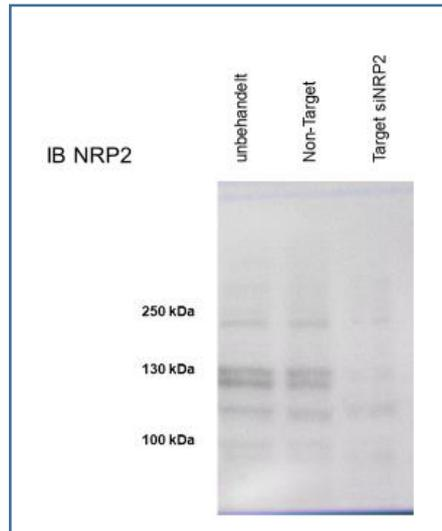 unbehandelt
Non-Target
Target siNRP2
IB NRP2
250 kDa
130 kDa
100 kDa